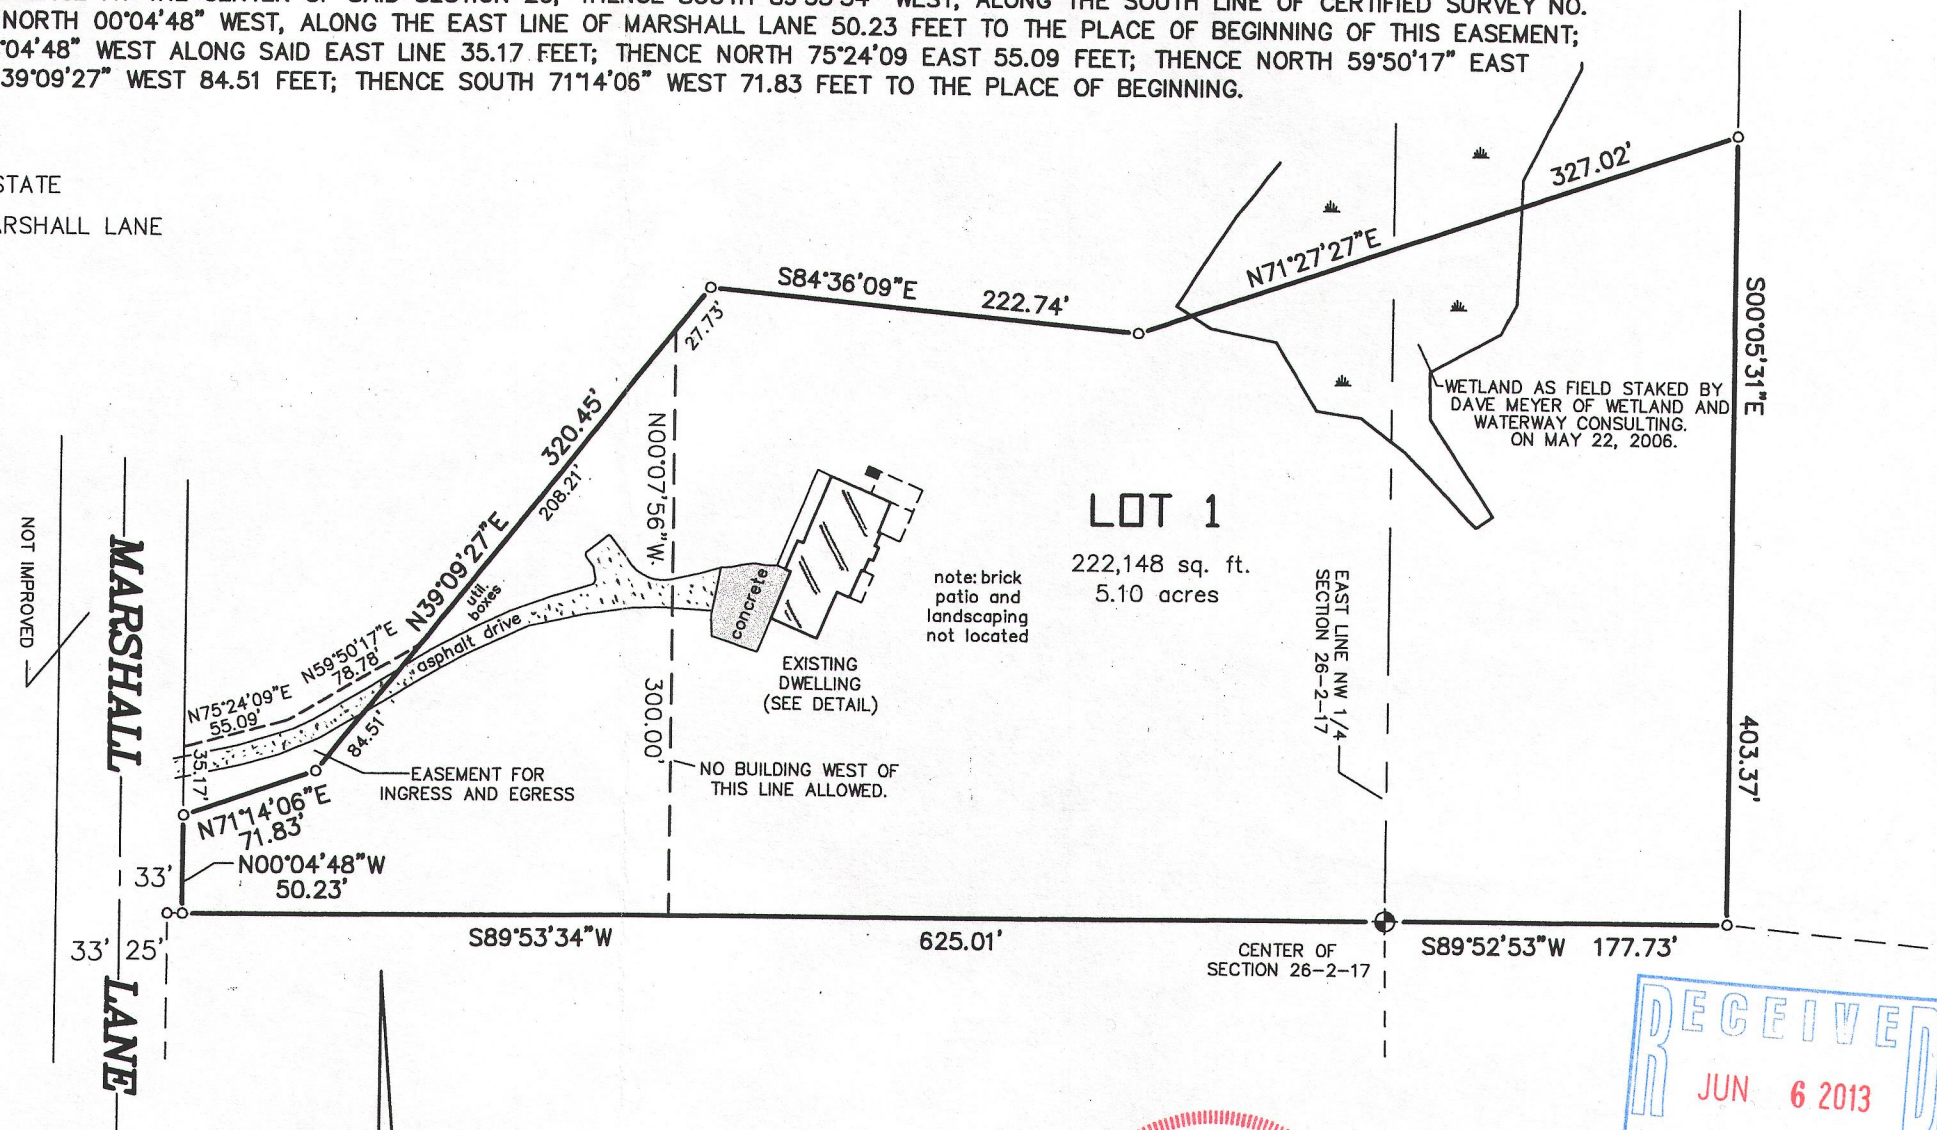 NORTH 00°04'48" WEST, ALONG THE EAST LINE OF MARSHALL LANE 50.23 FEET TO THE PLACE OF BEGINNING OF THIS EASEMENT;
°04'48" WEST ALONG SAID EAST LINE 35.17 FEET; THENCE NORTH 75°24'09 EAST 55.09 FEET; THENCE NORTH 59°50'17" EAST
39°09'27" WEST 84.51 FEET; THENCE SOUTH 71°14'06" WEST 71.83 FEET TO THE PLACE OF BEGINNING.
STATE
ARSHALL LANE
327.02'
N71°27'27"E
S84°36'09"E
222.74'
27.73'
S00°05'31"E
403.37'
WETLAND AS FIELD STAKED BY
DAVE MEYER OF WETLAND AND
WATERWAY CONSULTING.
ON MAY 22, 2006.
320.45'
208.21'
N39°09'27"E
84.51'
N00°07'56"W.
300.00'
LOT 1
222,148 sq. ft.
5.10 acres
note: brick
patio and
landscaping
not located
concrete
EXISTING
DWELLING
(SEE DETAIL)
util.
boxes
asphalt drive
N59°50'17"E
78.78'
N75°24'09"E
55.09'
35.17'
EASEMENT FOR
INGRESS AND EGRESS
NO BUILDING WEST OF
THIS LINE ALLOWED.
EAST LINE NW 1/4
SECTION 26-2-17
NOT IMPROVED
MARSHALL
LANE
N71°14'06"E
71.83'
N00°04'48"W
50.23'
33'
33'
25'
S89°53'34"W
625.01'
CENTER OF
SECTION 26-2-17
S89°52'53"W
177.73'
RECEIVED
JUN 6 2013